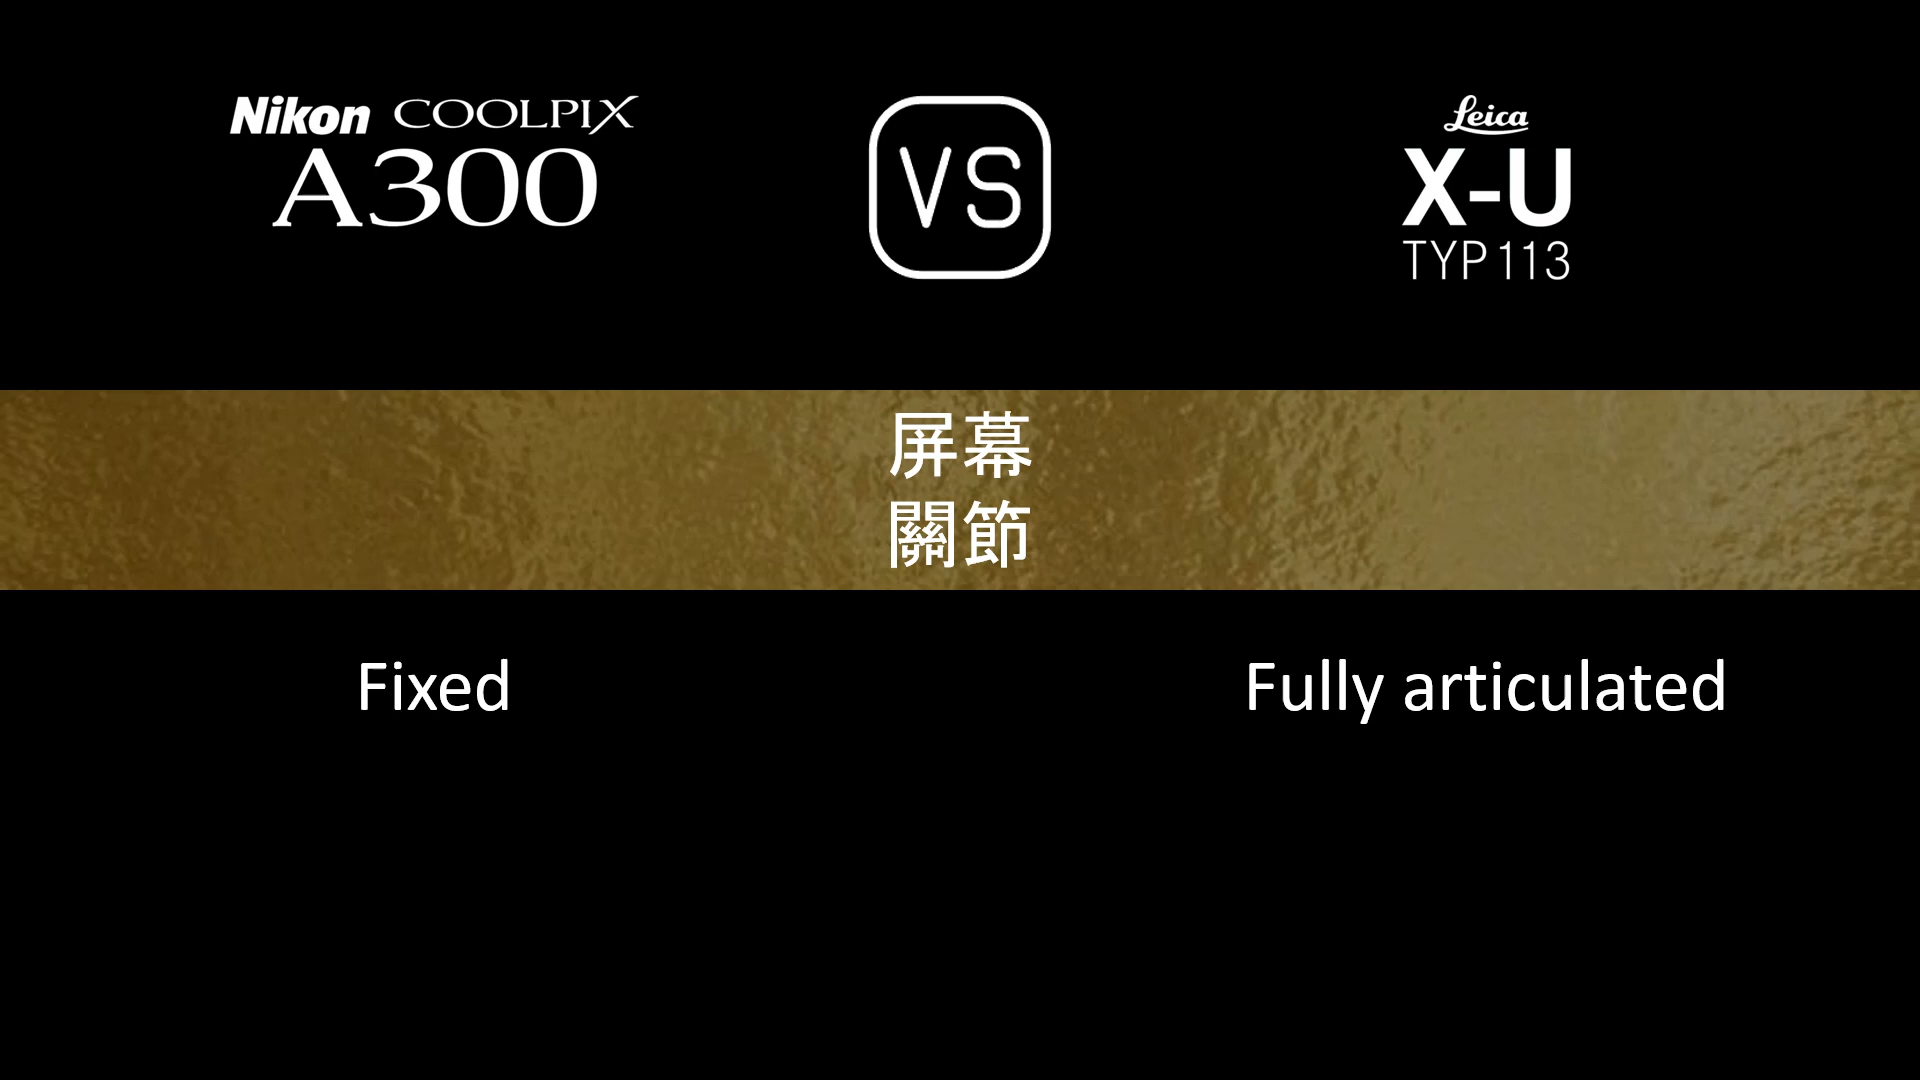 Nikon COOLPIX
A300
VS
Leica
X-U
TYP 113
屏幕
關節
Fixed
Fully articulated